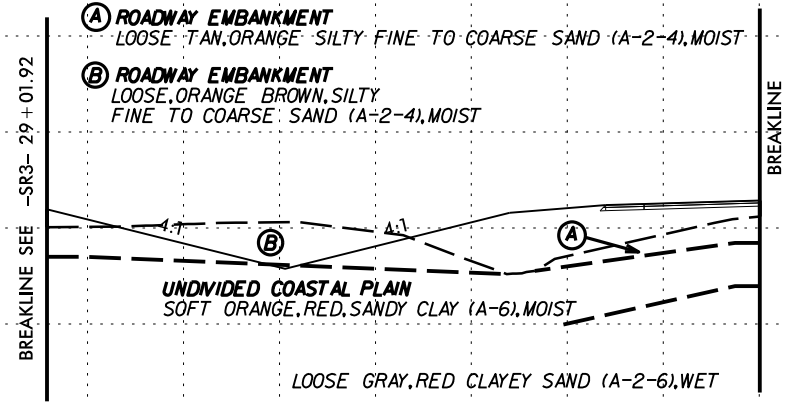 A ROADWAY EMBANKMENT
LOOSE TAN,ORANGE SILTY FINE TO COARSE SAND (A-2-4),MOIST
B ROADWAY EMBANKMENT
LOOSE,ORANGE BROWN,SILTY
FINE TO COARSE SAND (A-2-4),MOIST
BREAKLINE SEE -SR3- 29+01.92
BREAKLINE
4:1
4:1
B
A
UNDIVIDED COASTAL PLAIN
SOFT ORANGE,RED,SANDY CLAY (A-6),MOIST
LOOSE GRAY,RED CLAYEY SAND (A-2-6),WET